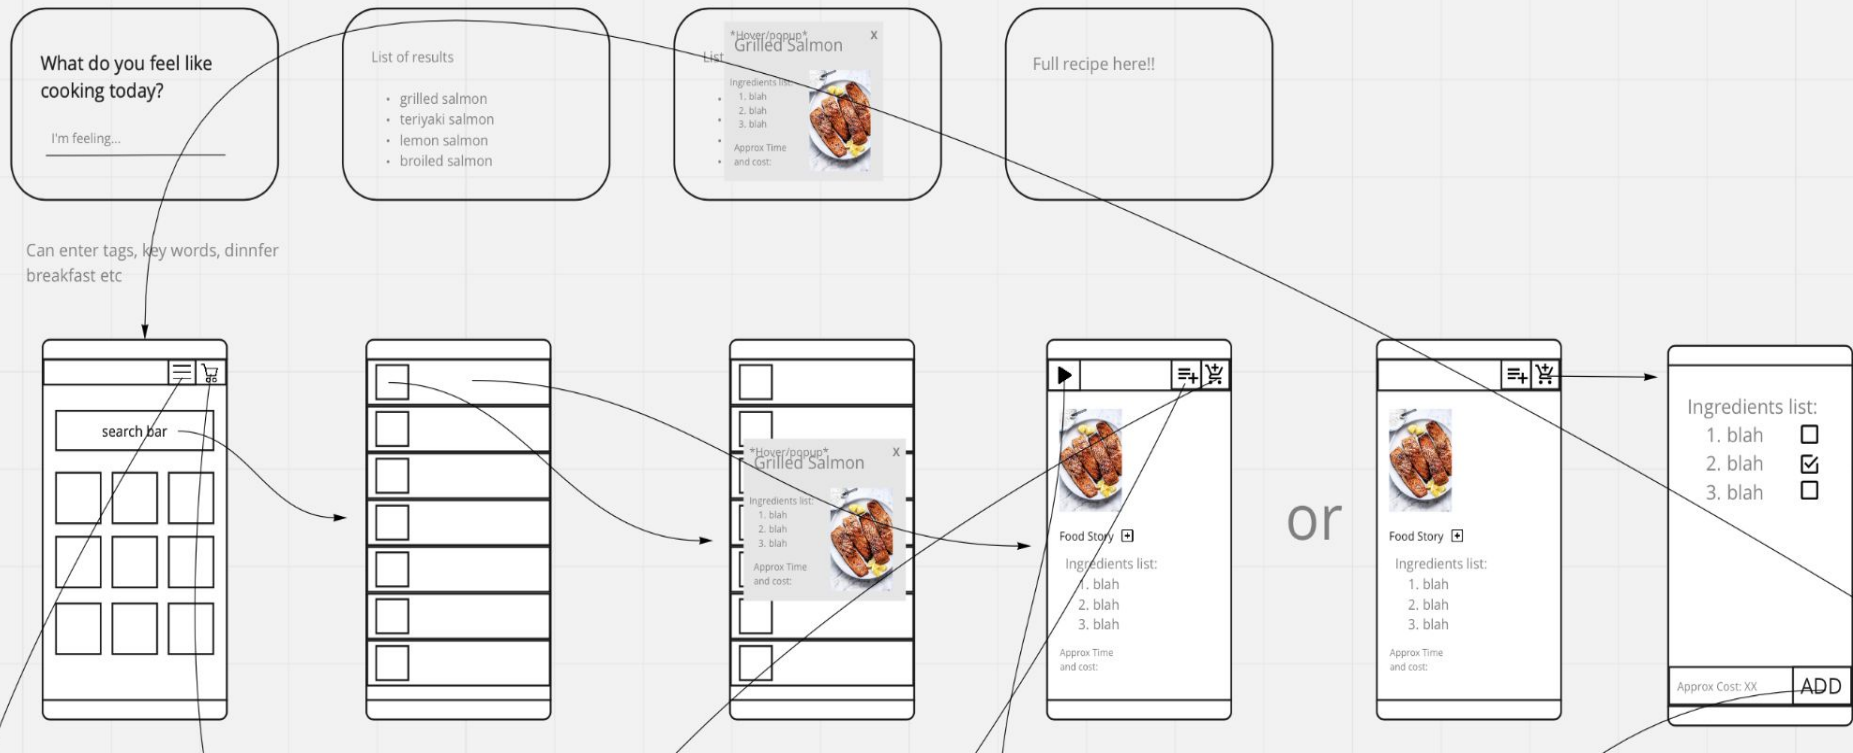 What do you feel like
cooking today?
I'm feeling...
List of results
• grilled salmon
• teriyaki salmon
• lemon salmon
• broiled salmon
List
*Hover/popup*
X
Grilled Salmon
Ingredients list:
1. blah
2. blah
3. blah
Approx Time
and cost:
Full recipe here!!
Can enter tags, key words, dinnfer
breakfast etc
search bar
*Hover/popup*
X
Grilled Salmon
Ingredients list:
1. blah
2. blah
3. blah
Approx Time
and cost:
Food Story
Ingredients list:
1. blah
2. blah
3. blah
Approx Time
and cost:
or
Food Story
Ingredients list:
1. blah
2. blah
3. blah
Approx Time
and cost:
Ingredients list:
1. blah
2. blah
3. blah
Approx Cost: XX
ADD